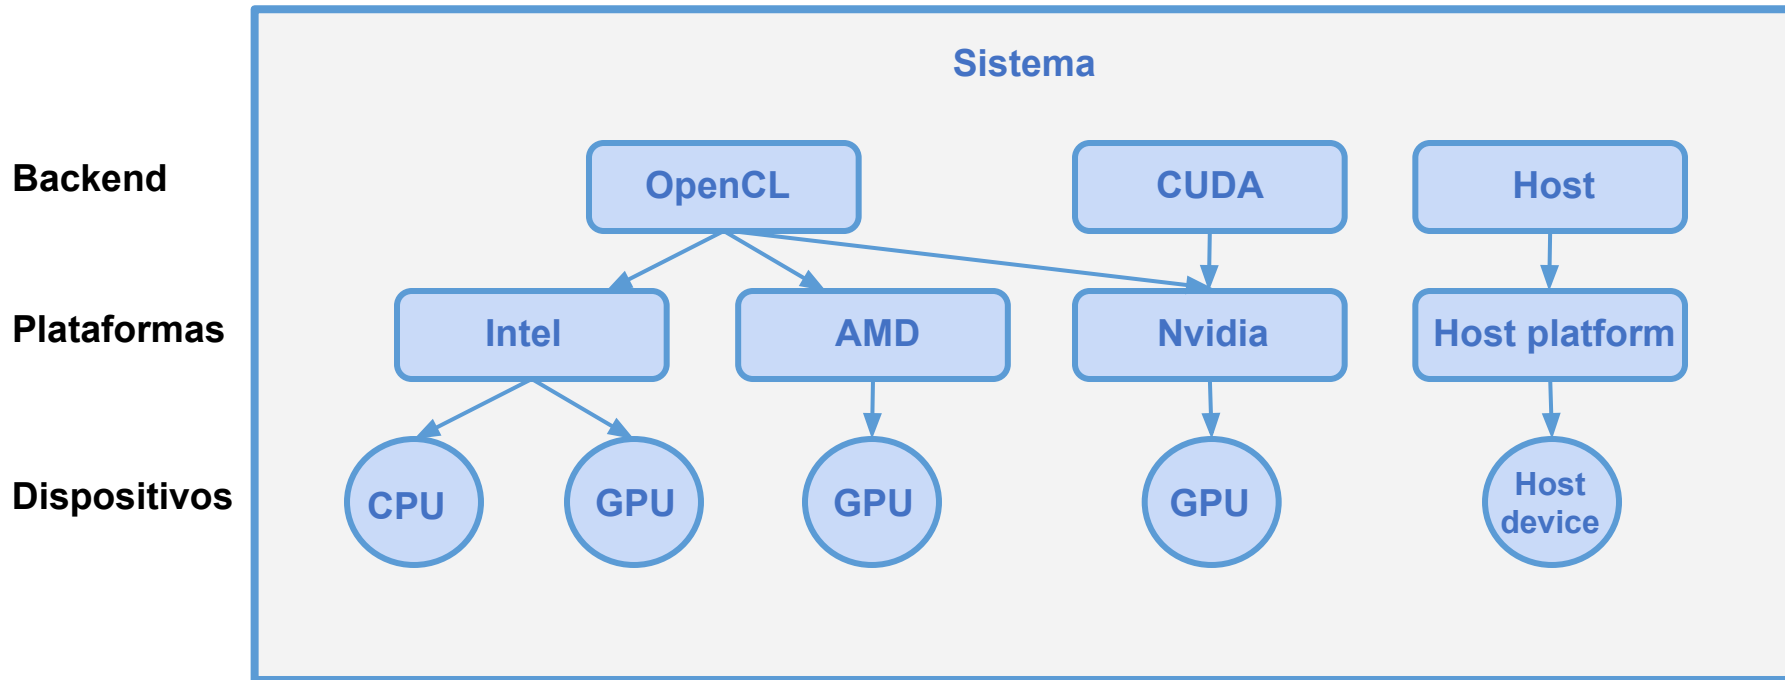 Sistema
Backend
OpenCL
CUDA
Host
Plataformas
Intel
AMD
Nvidia
Host platform
Dispositivos
CPU
GPU
GPU
GPU
Host
device